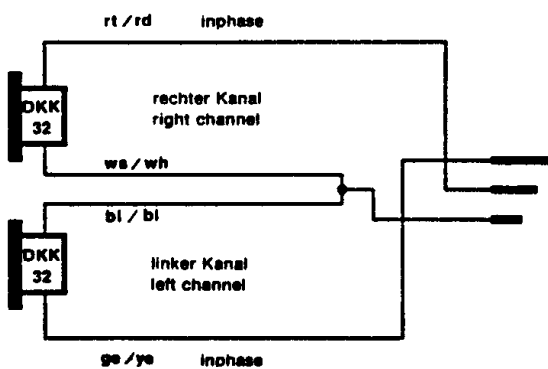 rt/rd inphase
DKK
32
rechter Kanal
right channel
ws/wh
bl/bl
DKK
32
linker Kanal
left channel
ge/ye inphase